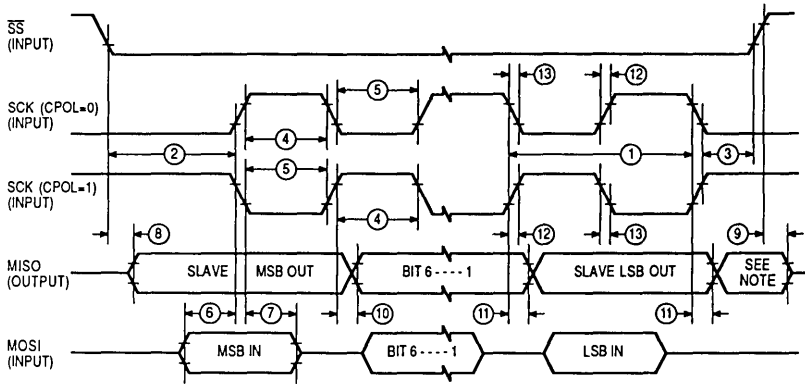 SS
(INPUT)
⑬ ⑫
⑤
SCK (CPOL=0)
(INPUT)
④
② ① ③
⑤
SCK (CPOL=1)
(INPUT)
④
⑧ ⑫ ⑬ ⑨
MISO
(OUTPUT)
SLAVE MSB OUT
BIT 6 - - - - 1
SLAVE LSB OUT
SEE
NOTE
⑥ ⑦ ⑩ ⑪ ⑪
MOSI
(INPUT)
MSB IN
BIT 6 - - - - 1
LSB IN